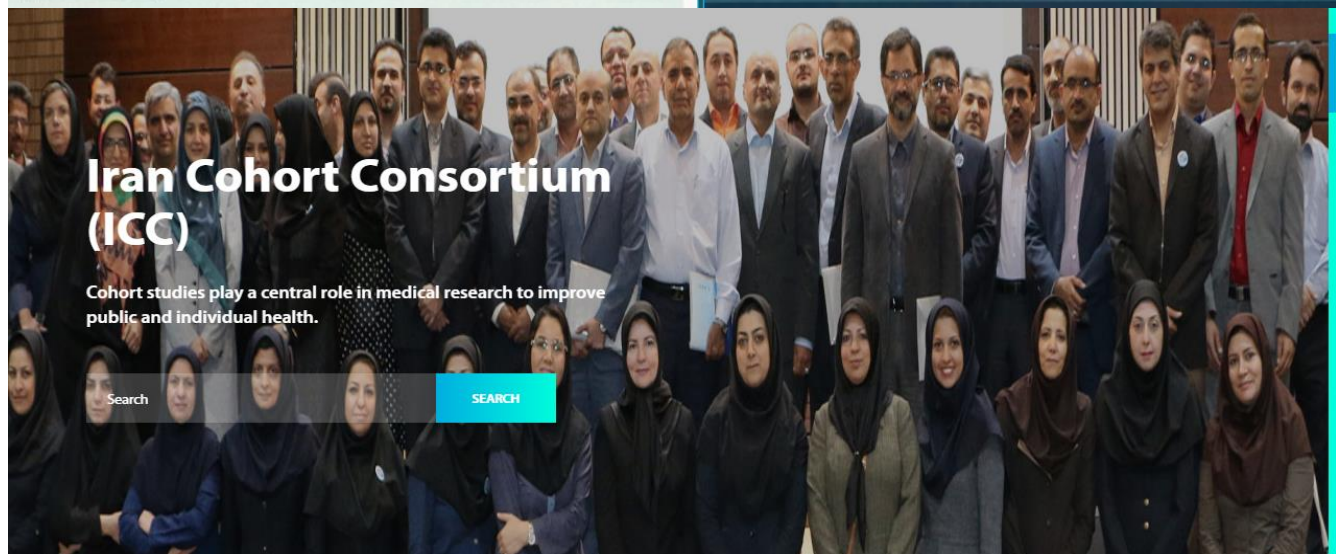 Iran Cohort Consortium
(ICC)
Cohort studies play a central role in medical research to improve
public and individual health.
Search
SEARCH